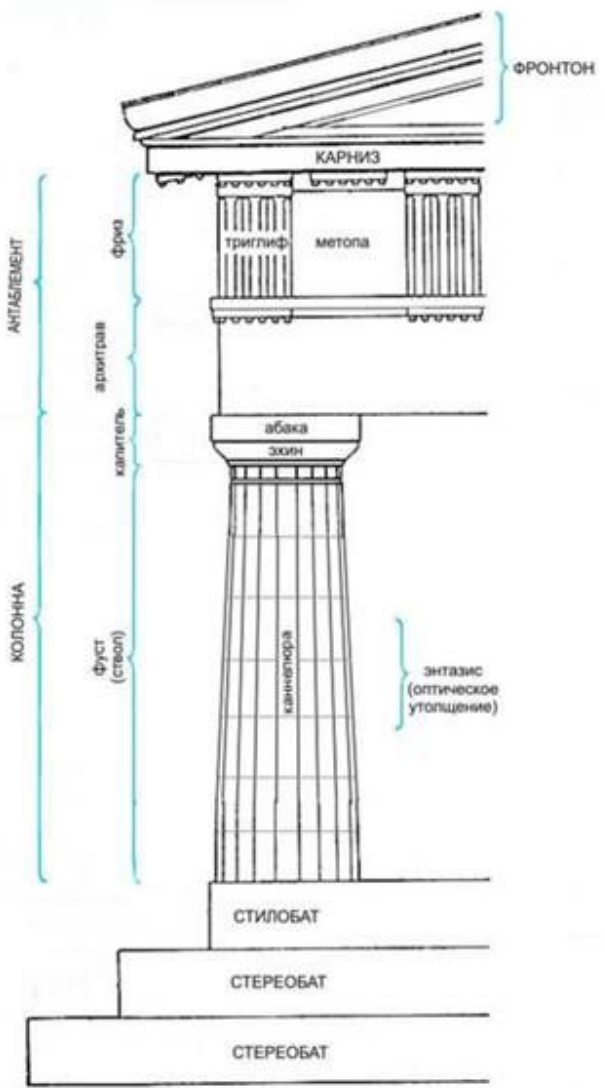 ФРОНТОН
КАРНИЗ
АНТАБЛЕМЕНТ
фриз
триглиф
метопа
архитрав
капитель
абака
эхин
КОЛОННА
фуст
(ствол)
каннелюра
энтазис
(оптическое
утолщение)
СТИЛОБАТ
СТЕРЕОБАТ
СТЕРЕОБАТ